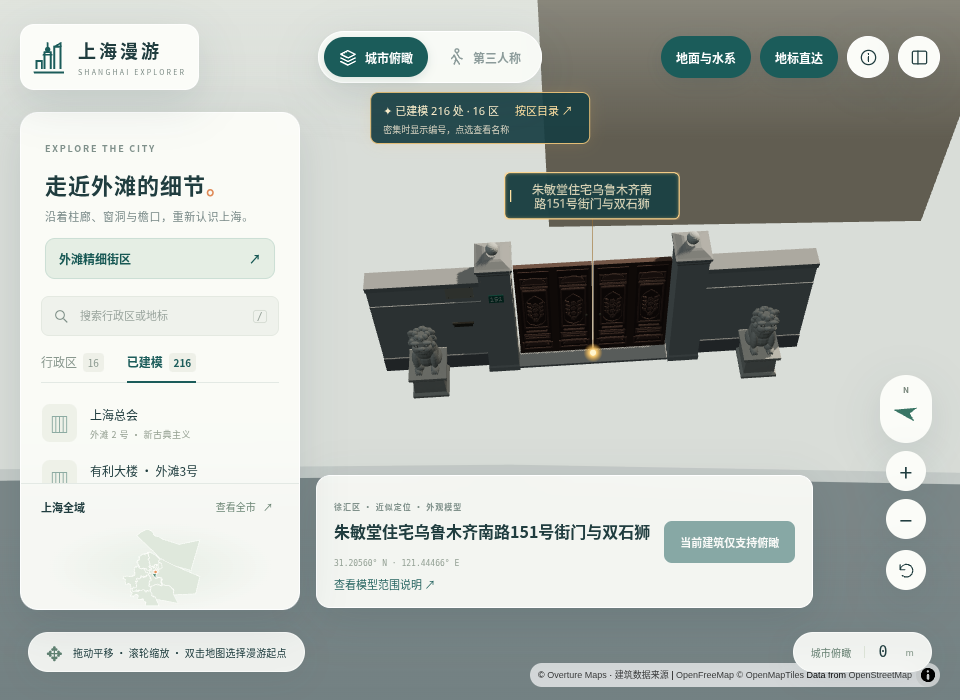 上海漫游
SHANGHAI EXPLORER
城市俯瞰
第三人称
地面与水系
地标直达
✦ 已建模 216 处 · 16 区 按区目录 ↗
密集时显示编号，点选查看名称
EXPLORE THE CITY
走近外滩的细节。
沿着柱廊、窗洞与檐口，重新认识上海。
外滩精细街区 ↗
搜索行政区或地标 /
行政区 16 已建模 216
上海总会
外滩 2 号 · 新古典主义
有利大楼 · 外滩3号
上海全域 查看全市 ↗
朱敏堂住宅乌鲁木齐南
路151号街门与双石狮
151
N
+
−
徐汇区 · 近似定位 · 外观模型
朱敏堂住宅乌鲁木齐南路151号街门与双石狮
31.20560° N · 121.44466° E
查看模型范围说明 ↗
当前建筑仅支持俯瞰
拖动平移 · 滚轮缩放 · 双击地图选择漫游起点
城市俯瞰 0 m
© Overture Maps · 建筑数据来源 | OpenFreeMap © OpenMapTiles Data from OpenStreetMap